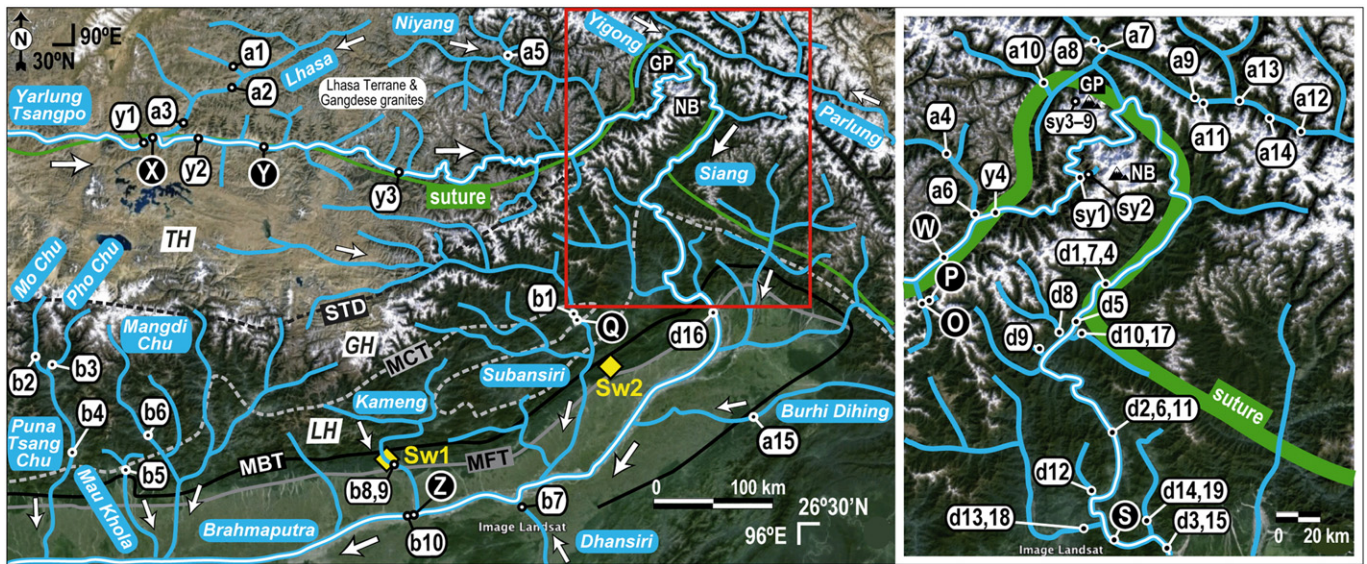 N
90ºE
30ºN
a1
Lhasa
a2
Niyang
a5
Yigong
GP
NB
Parlung
Yarlung
Tsangpo
y1
a3
X
y2
Y
Lhasa Terrane &
Gangdese granites
y3
suture
Siang
TH
Mo Chu
Pho Chu
STD
Mangdi
Chu
GH
MCT
b1
Q
d16
b2
b3
Subansiri
Sw2
Kameng
b4
b6
Puna
Tsang
Chu
LH
Burhi Dihing
a15
b5
MBT
Sw1
MFT
Mau Khola
b8,9
Z
b7
0 100 km
26º30'N
96ºE
Brahmaputra
Image Landsat
b10
Dhansiri
a10
a8
a7
a9
a13
GP
a12
a4
sy3–9
a11
a14
a6
y4
NB
sy1
sy2
W
P
d1,7,4
O
d8
d5
d9
d10,17
suture
d2,6,11
d12
d14,19
d13,18
S
d3,15
0 20 km
Image Landsat